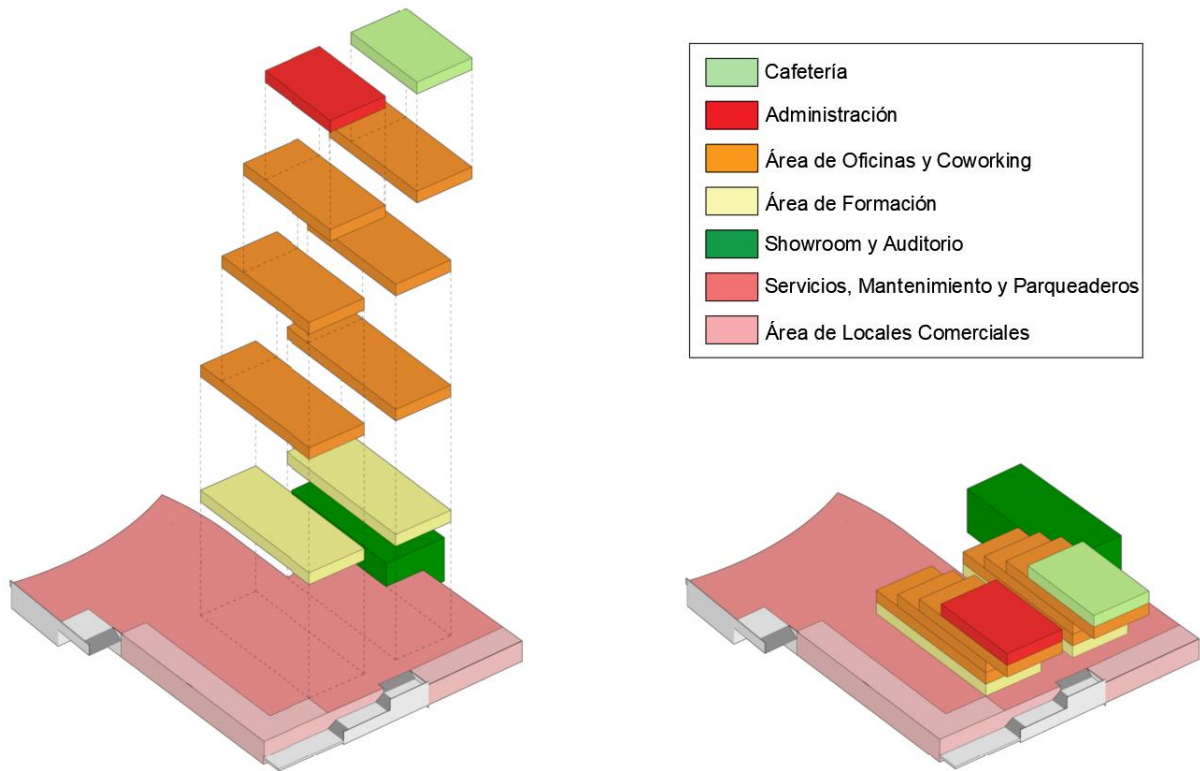 Cafetería
Administración
Área de Oficinas y Coworking
Área de Formación
Showroom y Auditorio
Servicios, Mantenimiento y Parqueaderos
Área de Locales Comerciales